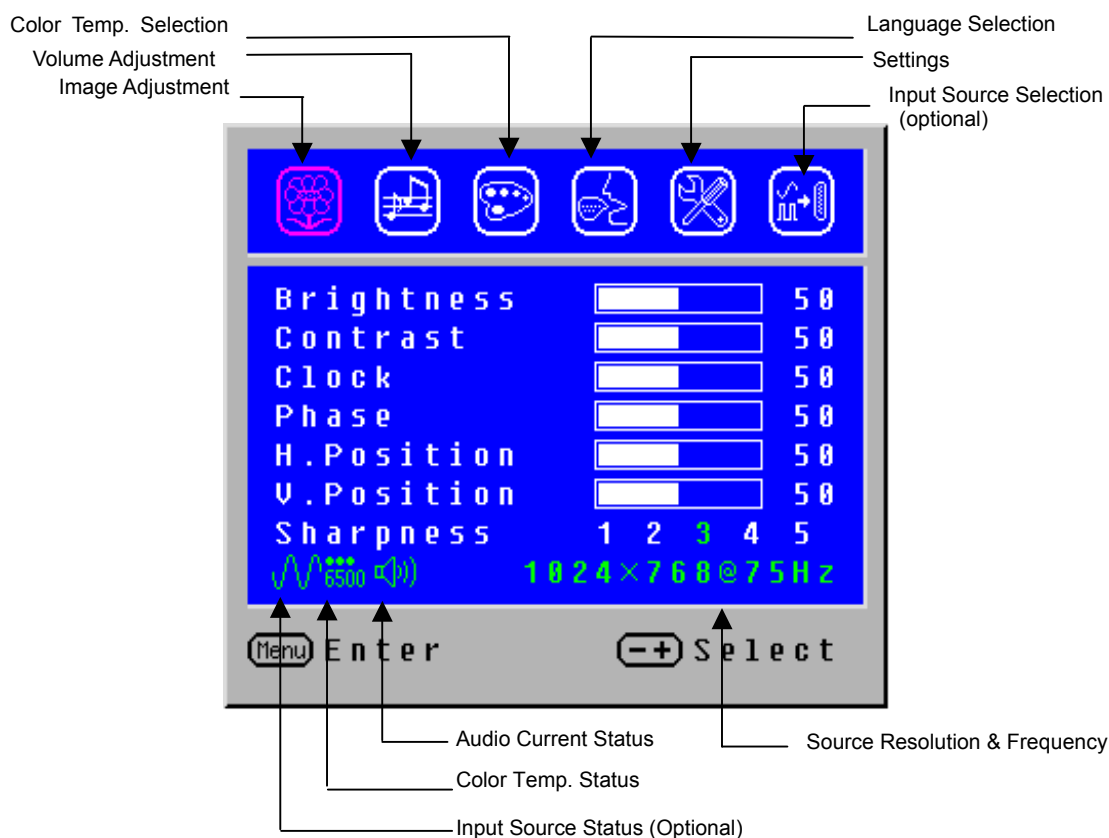 Color Temp. Selection
Volume Adjustment
Image Adjustment
Language Selection
Settings
Input Source Selection
(optional)
Brightness 50
Contrast 50
Clock 50
Phase 50
H.Position 50
V.Position 50
Sharpness 1 2 3 4 5
6500 1024×768@75Hz
Menu Enter - + Select
Audio Current Status
Source Resolution & Frequency
Color Temp. Status
Input Source Status (Optional)